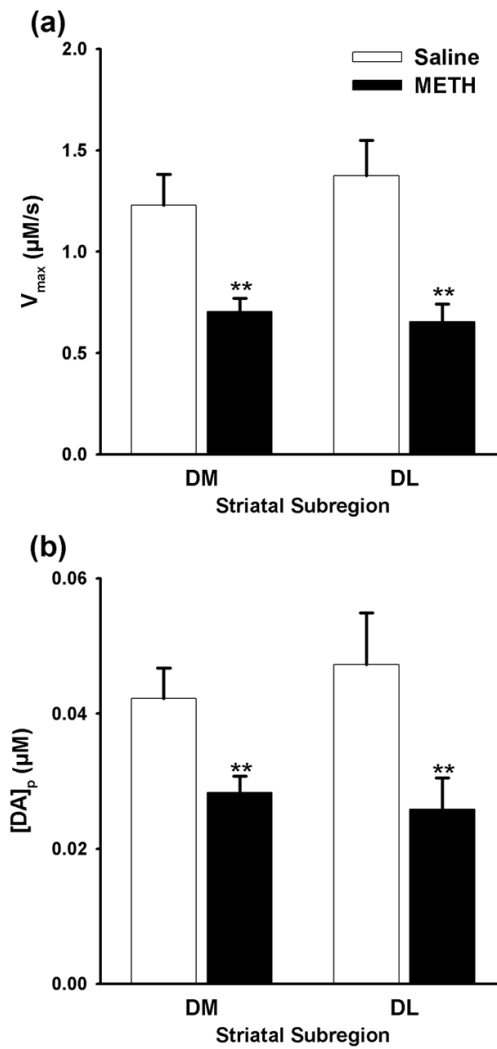 (a)
2.0
Saline
METH
1.5
1.0
0.5
0.0
Vmax (µM/s)
**
**
DM
DL
Striatal Subregion
(b)
0.06
0.04
0.02
0.00
[DA]p (µM)
**
**
DM
DL
Striatal Subregion